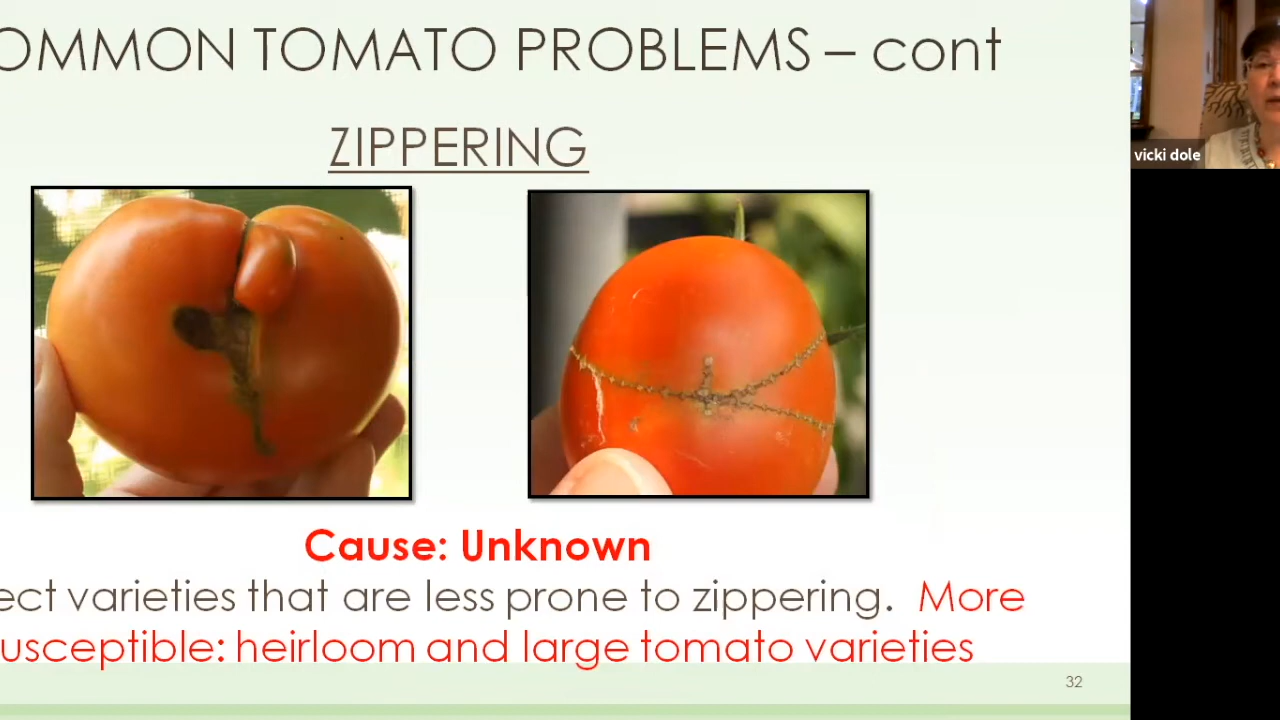 OMMON TOMATO PROBLEMS – cont
ZIPPERING
vicki dole
Cause: Unknown
ect varieties that are less prone to zippering. More
usceptible: heirloom and large tomato varieties
32